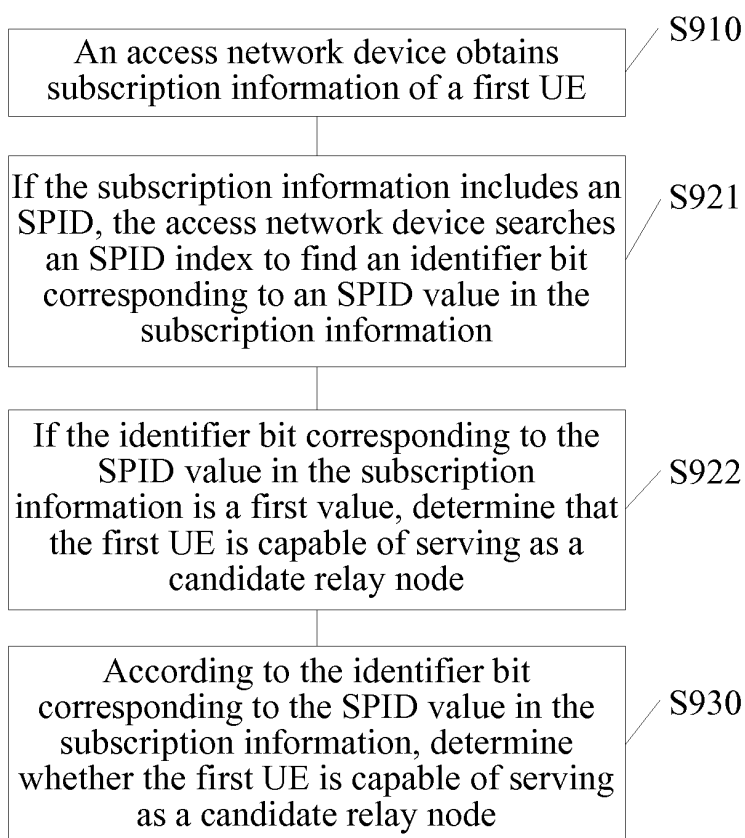 An access network device obtains
subscription information of a first UE
S910
If the subscription information includes an
SPID, the access network device searches
an SPID index to find an identifier bit
corresponding to an SPID value in the
subscription information
S921
If the identifier bit corresponding to the
SPID value in the subscription
information is a first value, determine that
the first UE is capable of serving as a
candidate relay node
S922
According to the identifier bit
corresponding to the SPID value in the
subscription information, determine
whether the first UE is capable of serving
as a candidate relay node
S930